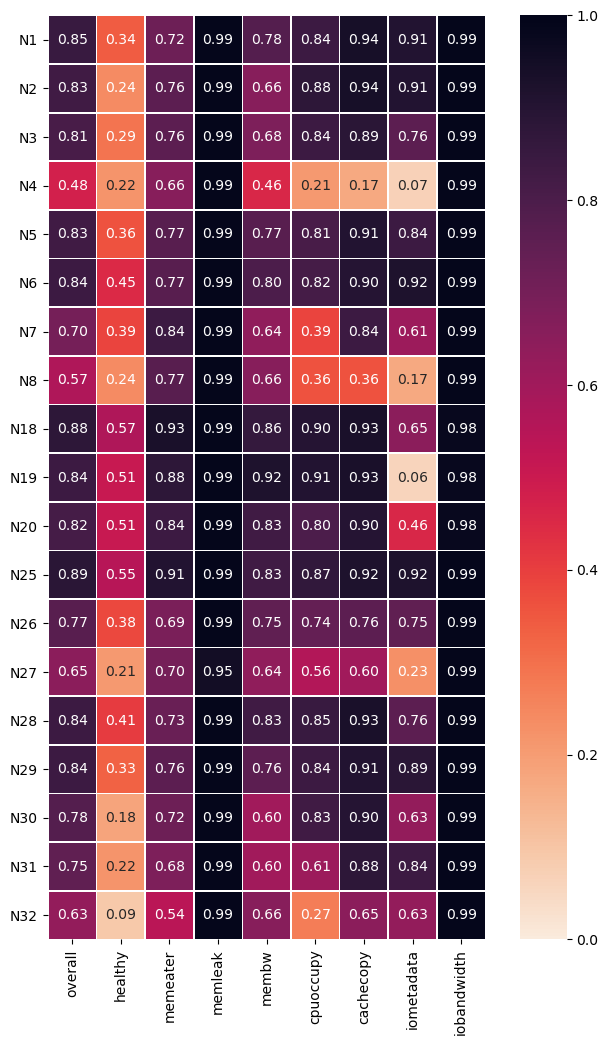 N1 0.85 0.34 0.72 0.99 0.78 0.84 0.94 0.91 0.99
N2 0.83 0.24 0.76 0.99 0.66 0.88 0.94 0.91 0.99
N3 0.81 0.29 0.76 0.99 0.68 0.84 0.89 0.76 0.99
N4 0.48 0.22 0.66 0.99 0.46 0.21 0.17 0.07 0.99
N5 0.83 0.36 0.77 0.99 0.77 0.81 0.91 0.84 0.99
N6 0.84 0.45 0.77 0.99 0.80 0.82 0.90 0.92 0.99
N7 0.70 0.39 0.84 0.99 0.64 0.39 0.84 0.61 0.99
N8 0.57 0.24 0.77 0.99 0.66 0.36 0.36 0.17 0.99
N18 0.88 0.57 0.93 0.99 0.86 0.90 0.93 0.65 0.98
N19 0.84 0.51 0.88 0.99 0.92 0.91 0.93 0.06 0.98
N20 0.82 0.51 0.84 0.99 0.83 0.80 0.90 0.46 0.98
N25 0.89 0.55 0.91 0.99 0.83 0.87 0.92 0.92 0.99
N26 0.77 0.38 0.69 0.99 0.75 0.74 0.76 0.75 0.99
N27 0.65 0.21 0.70 0.95 0.64 0.56 0.60 0.23 0.99
N28 0.84 0.41 0.73 0.99 0.83 0.85 0.93 0.76 0.99
N29 0.84 0.33 0.76 0.99 0.76 0.84 0.91 0.89 0.99
N30 0.78 0.18 0.72 0.99 0.60 0.83 0.90 0.63 0.99
N31 0.75 0.22 0.68 0.99 0.60 0.61 0.88 0.84 0.99
N32 0.63 0.09 0.54 0.99 0.66 0.27 0.65 0.63 0.99
overall
healthy
memeater
memleak
membw
cpuoccupy
cachecopy
iometadata
iobandwidth
1.0
0.8
0.6
0.4
0.2
0.0